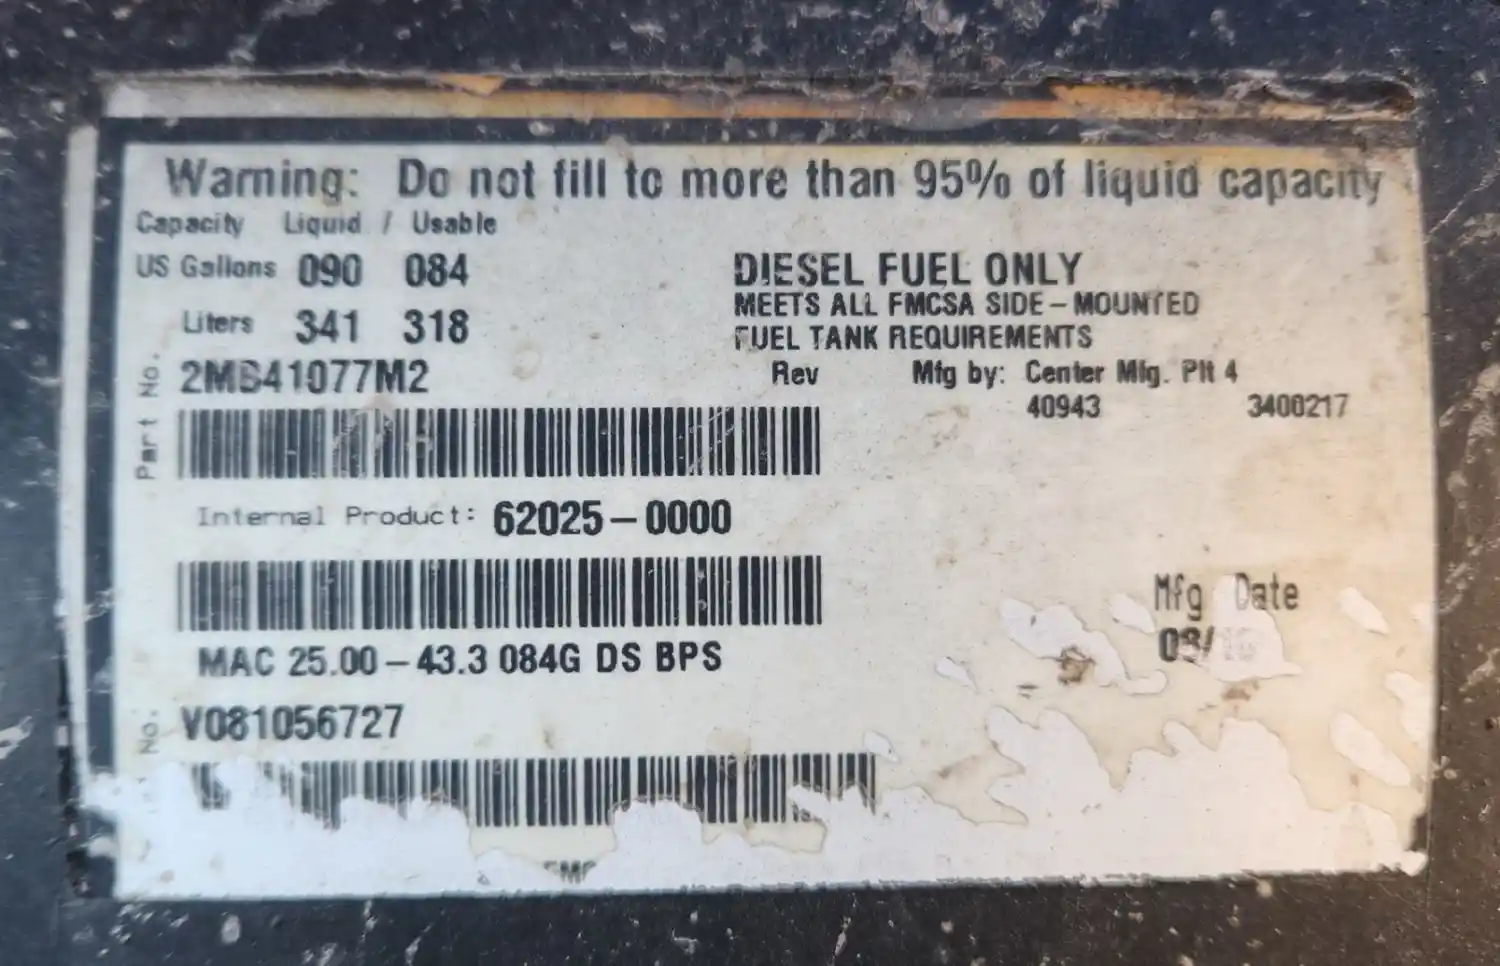 Warning: Do not fill to more than 95% of liquid capacity
Capacity Liquid / Usable
US Gallons 090 084
Liters 341 318
DIESEL FUEL ONLY
MEETS ALL FMCSA SIDE-MOUNTED
FUEL TANK REQUIREMENTS
Part No. 2MB41077M2
Rev
Mfg by: Center Mfg. Plt 4
40943 3400217
Internal Product: 62025-0000
MAC 25.00-43.3 084G DS BPS
Mfg Date
No. V081056727